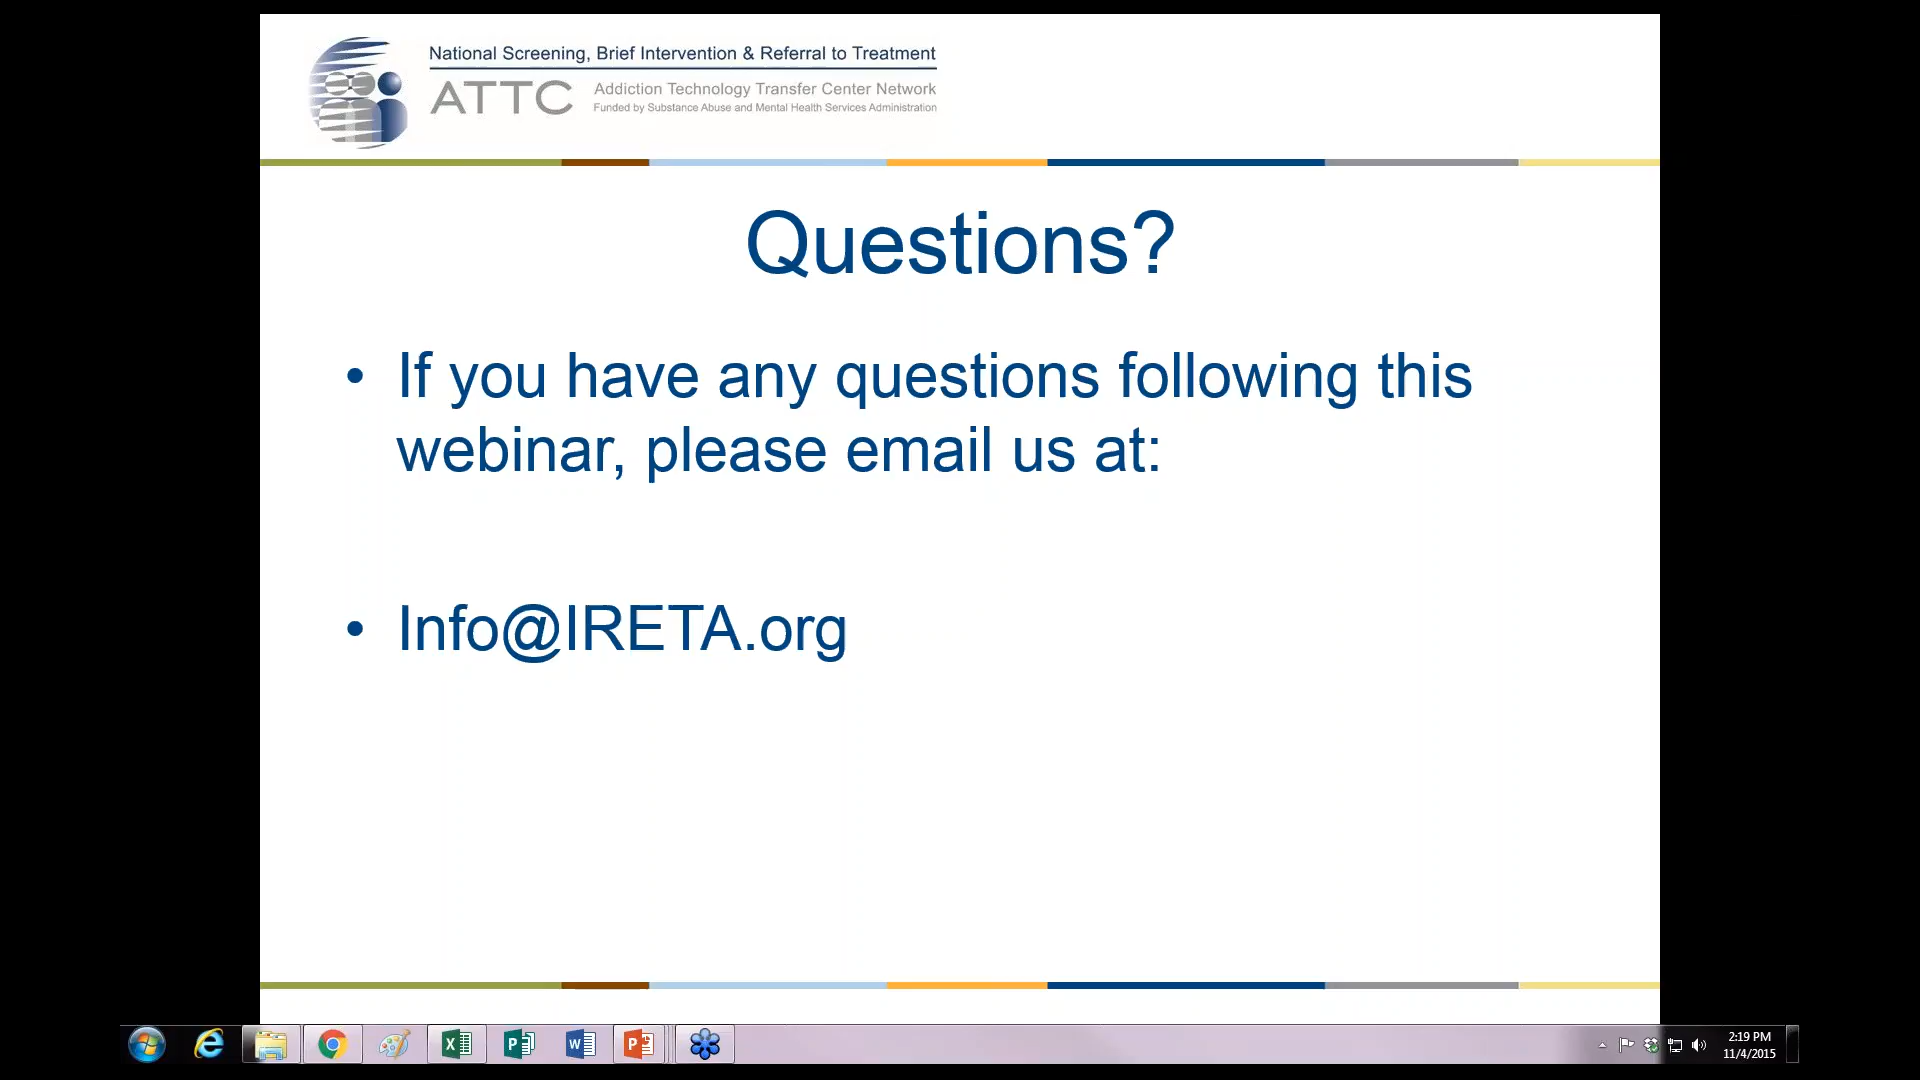 National Screening, Brief Intervention & Referral to Treatment
ATTC
Addiction Technology Transfer Center Network
Funded by Substance Abuse and Mental Health Services Administration
Questions?
• If you have any questions following this
webinar, please email us at:
• Info@IRETA.org
2:19 PM
11/4/2015